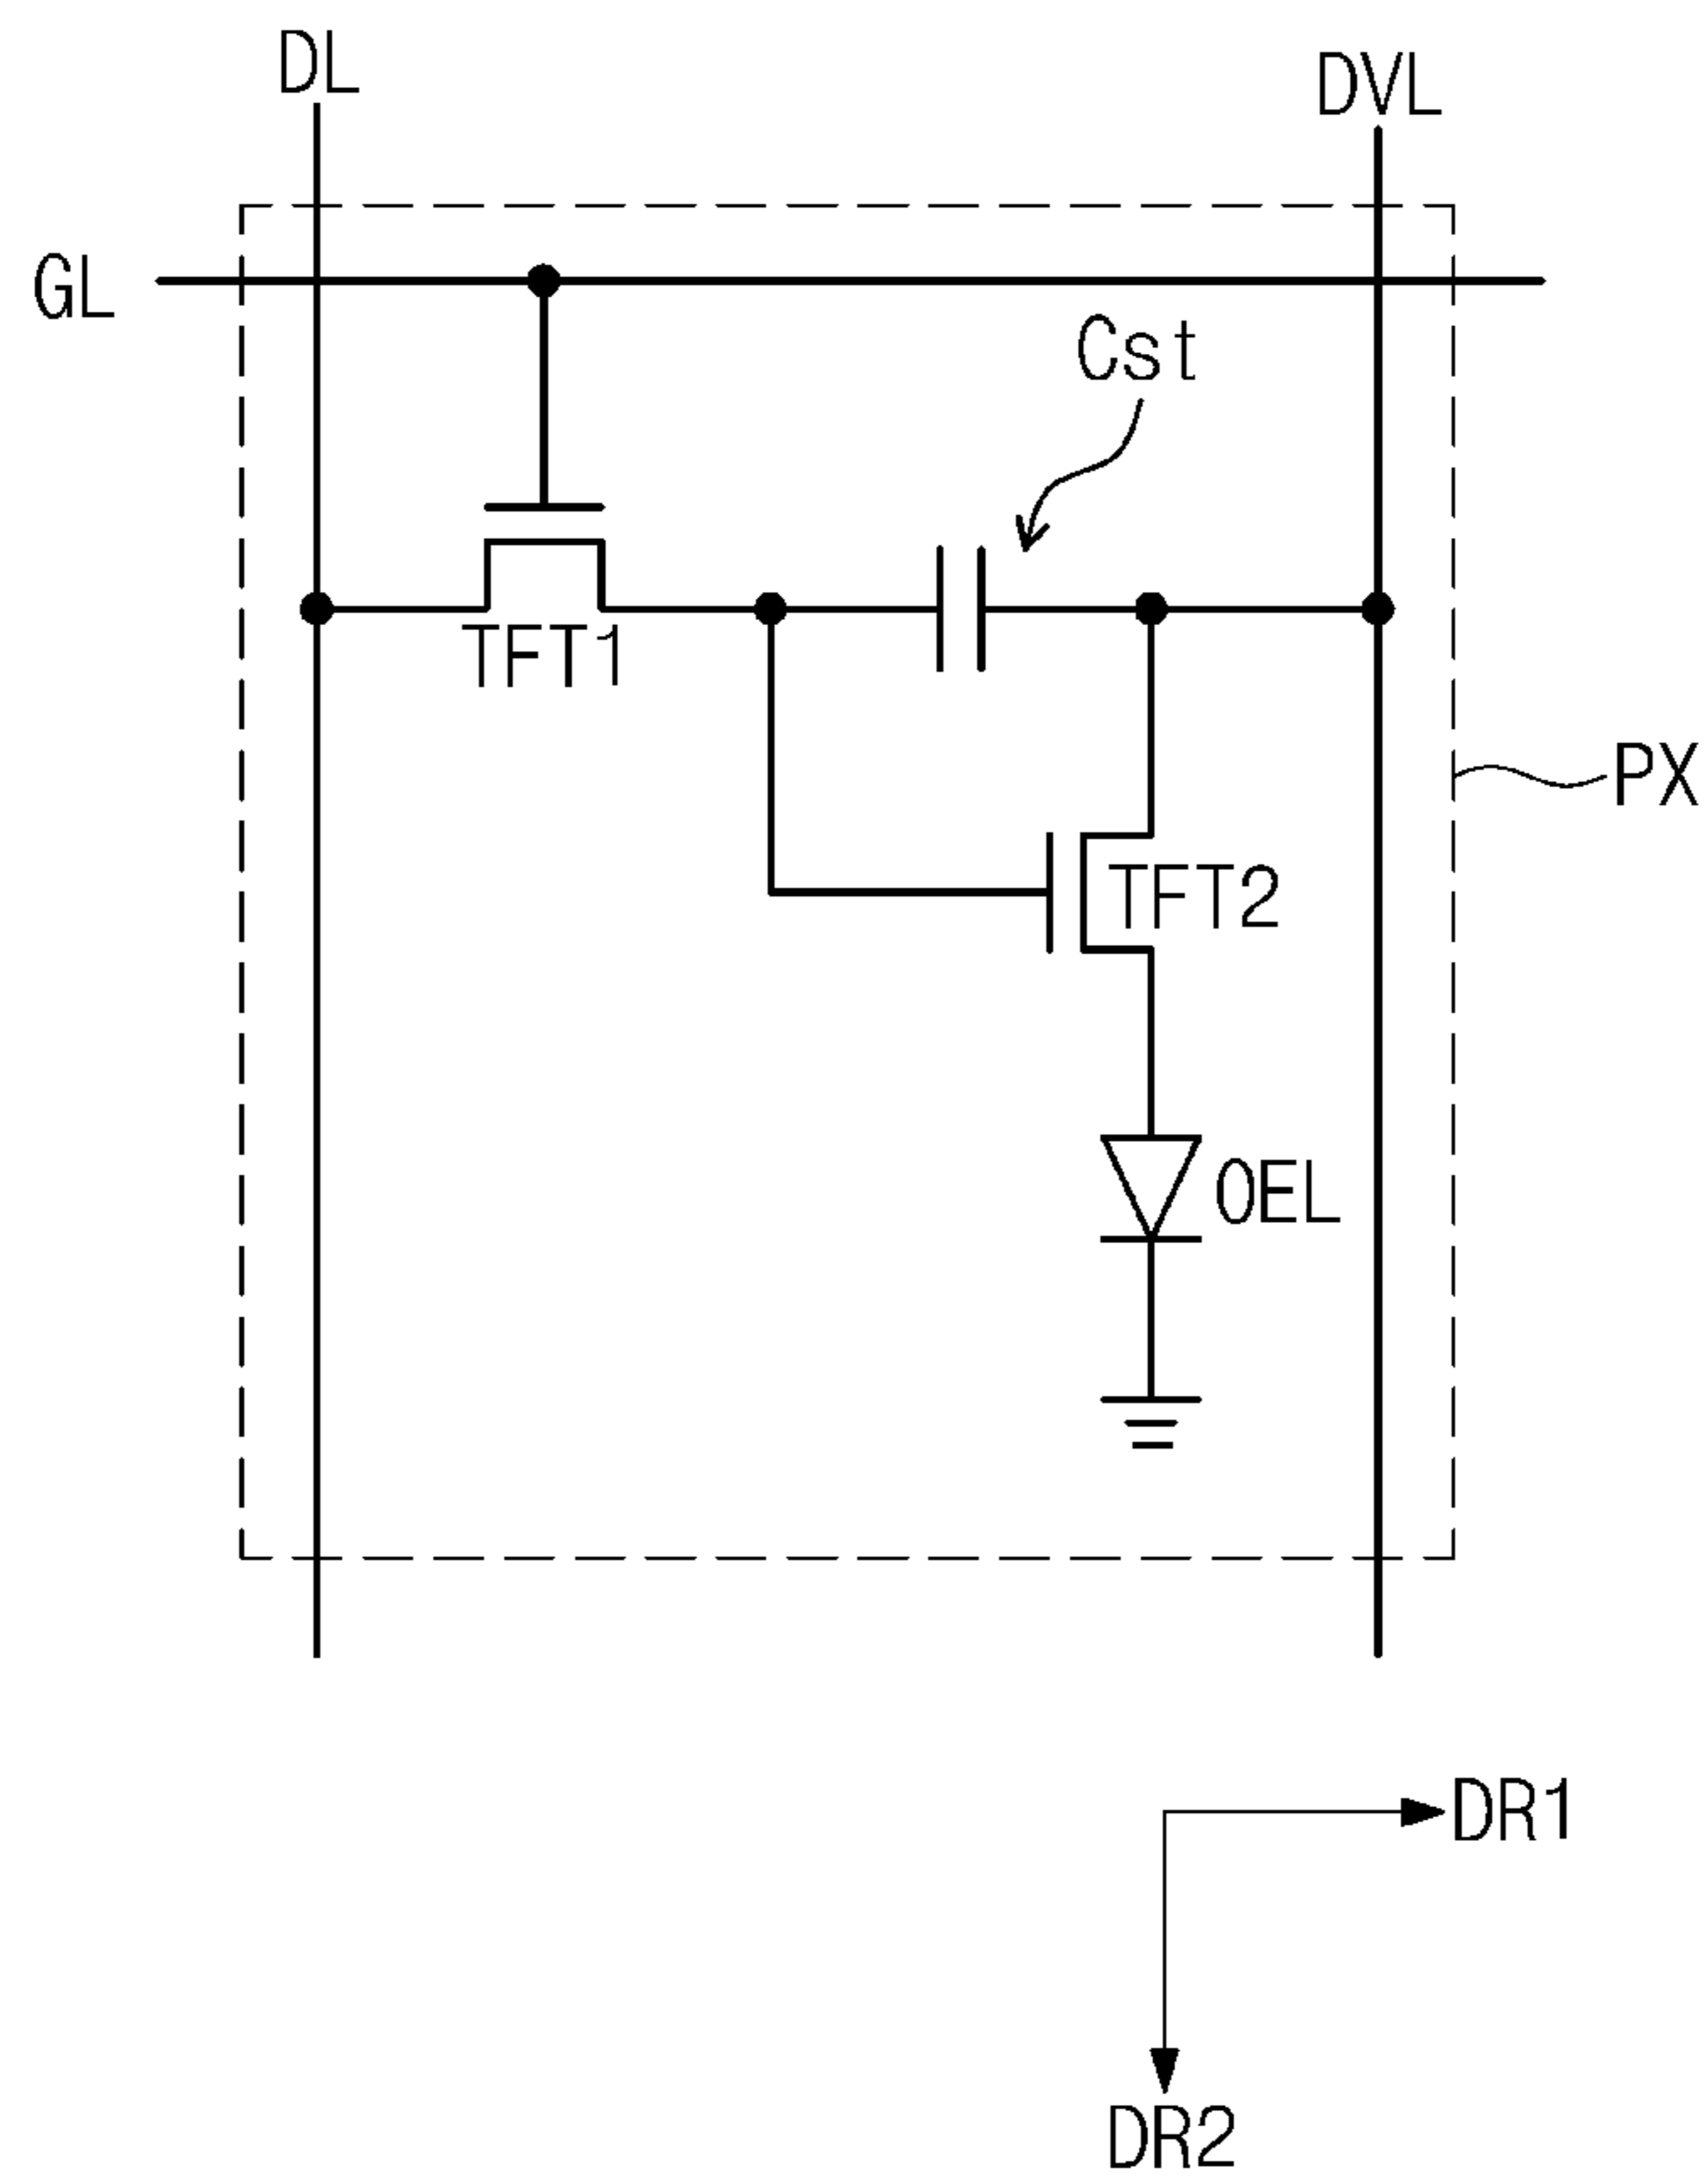 DL
DVL
GL
Cst
TFT1
PX
TFT2
OEL
DR1
DR2